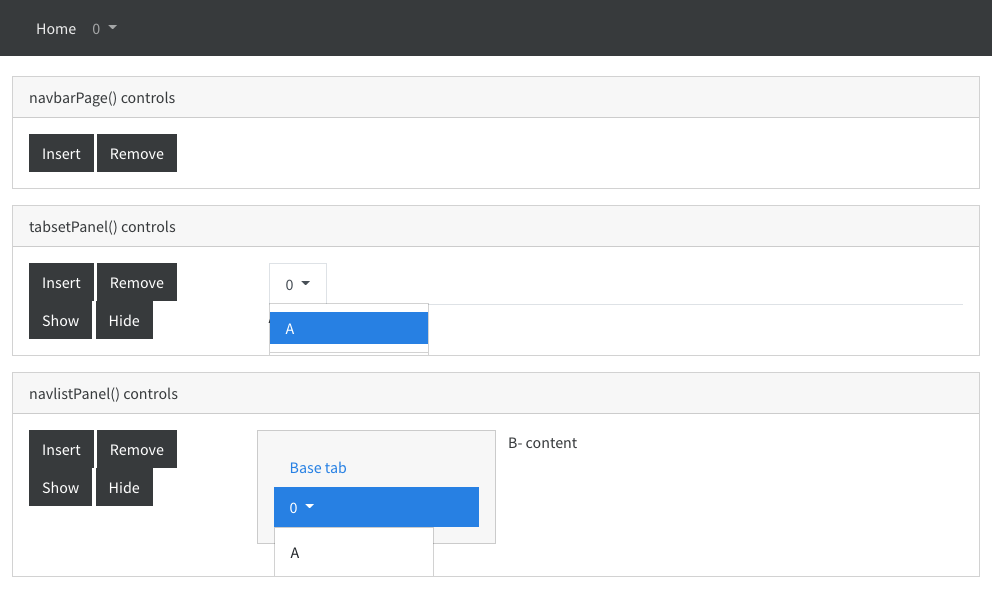 Home 0
navbarPage() controls
Insert Remove
tabsetPanel() controls
Insert Remove 0
Show Hide
A
navlistPanel() controls
Insert Remove
Show Hide
Base tab
0
A
B- content